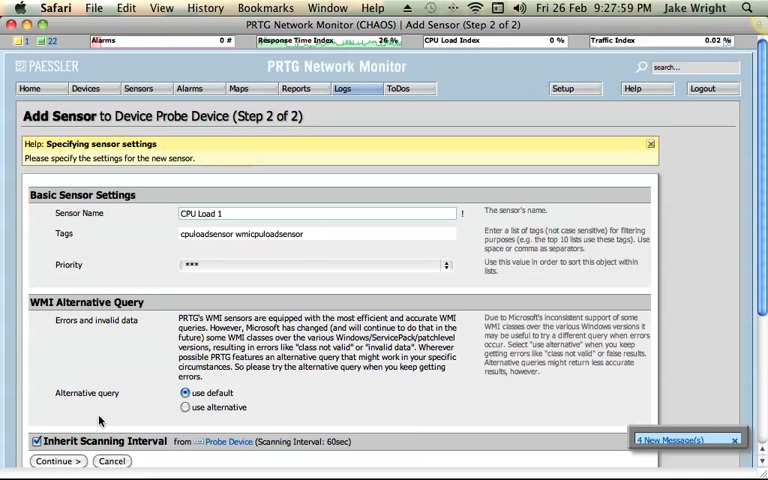 Safari File Edit View History Bookmarks Window Help Fri 26 Feb 9:27:59 PM Jake Wright
PRTG Network Monitor (CHAOS) | Add Sensor (Step 2 of 2)
1 22 Alarms 0 # Response Time Index 26 % CPU Load Index 0 % Traffic Index 0.02 %
PAESSLER PRTG Network Monitor search...
Home Devices Sensors Alarms Maps Reports Logs ToDos Setup Help Logout
Add Sensor to Device Probe Device (Step 2 of 2)
Help: Specifying sensor settings
Please specify the settings for the new sensor.
Basic Sensor Settings
Sensor Name CPU Load 1 ! The sensor's name.
Tags cpuloadsensor wmicpuloadsensor
Enter a list of tags (not case sensitive) for filtering
purposes (e.g. the top 10 lists use these tags). Use
space or comma as separators.
Priority ***
Use this value in order to sort this object within
lists.
WMI Alternative Query
Errors and invalid data
PRTG's WMI sensors are equipped with the most efficient and accurate WMI
queries. However, Microsoft has changed (and will continue to do that in the
future) some WMI classes over the various Windows/ServicePack/patchlevel
versions, resulting in errors like "class not valid" or "invalid data". Wherever
possible PRTG features an alternative query that might work in your specific
circumstances. So please try the alternative query when you keep getting
errors.
Due to Microsoft's inconsistent support of some
WMI classes over the various Windows versions it
may be useful to try a different query when errors
occur. Select "use alternative" when you keep
getting errors like "class not valid" or false results.
Alternative queries might return less accurate
results, however.
Alternative query use default
use alternative
Inherit Scanning Interval from Probe Device (Scanning Interval: 60sec)
4 New Message(s) x
Continue > Cancel